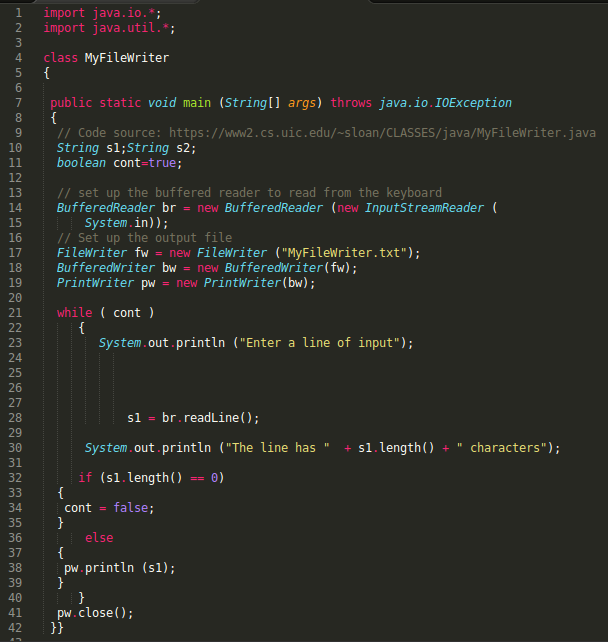 1 import java.io.*;
2 import java.util.*;
3
4 class MyFileWriter
5 {
6
7 public static void main (String[] args) throws java.io.IOException
8 {
9 // Code source: https://www2.cs.uic.edu/~sloan/CLASSES/java/MyFileWriter.java
10 String s1;String s2;
11 boolean cont=true;
12
13 // set up the buffered reader to read from the keyboard
14 BufferedReader br = new BufferedReader (new InputStreamReader (
15 System.in));
16 // Set up the output file
17 FileWriter fw = new FileWriter ("MyFileWriter.txt");
18 BufferedWriter bw = new BufferedWriter(fw);
19 PrintWriter pw = new PrintWriter(bw);
20
21 while ( cont )
22 {
23 System.out.println ("Enter a line of input");
24
25
26
27
28 s1 = br.readLine();
29
30 System.out.println ("The line has "  + s1.length() + " characters");
31
32 if (s1.length() == 0)
33 {
34 cont = false;
35 }
36 else
37 {
38 pw.println (s1);
39 }
40 }
41 pw.close();
42 }}